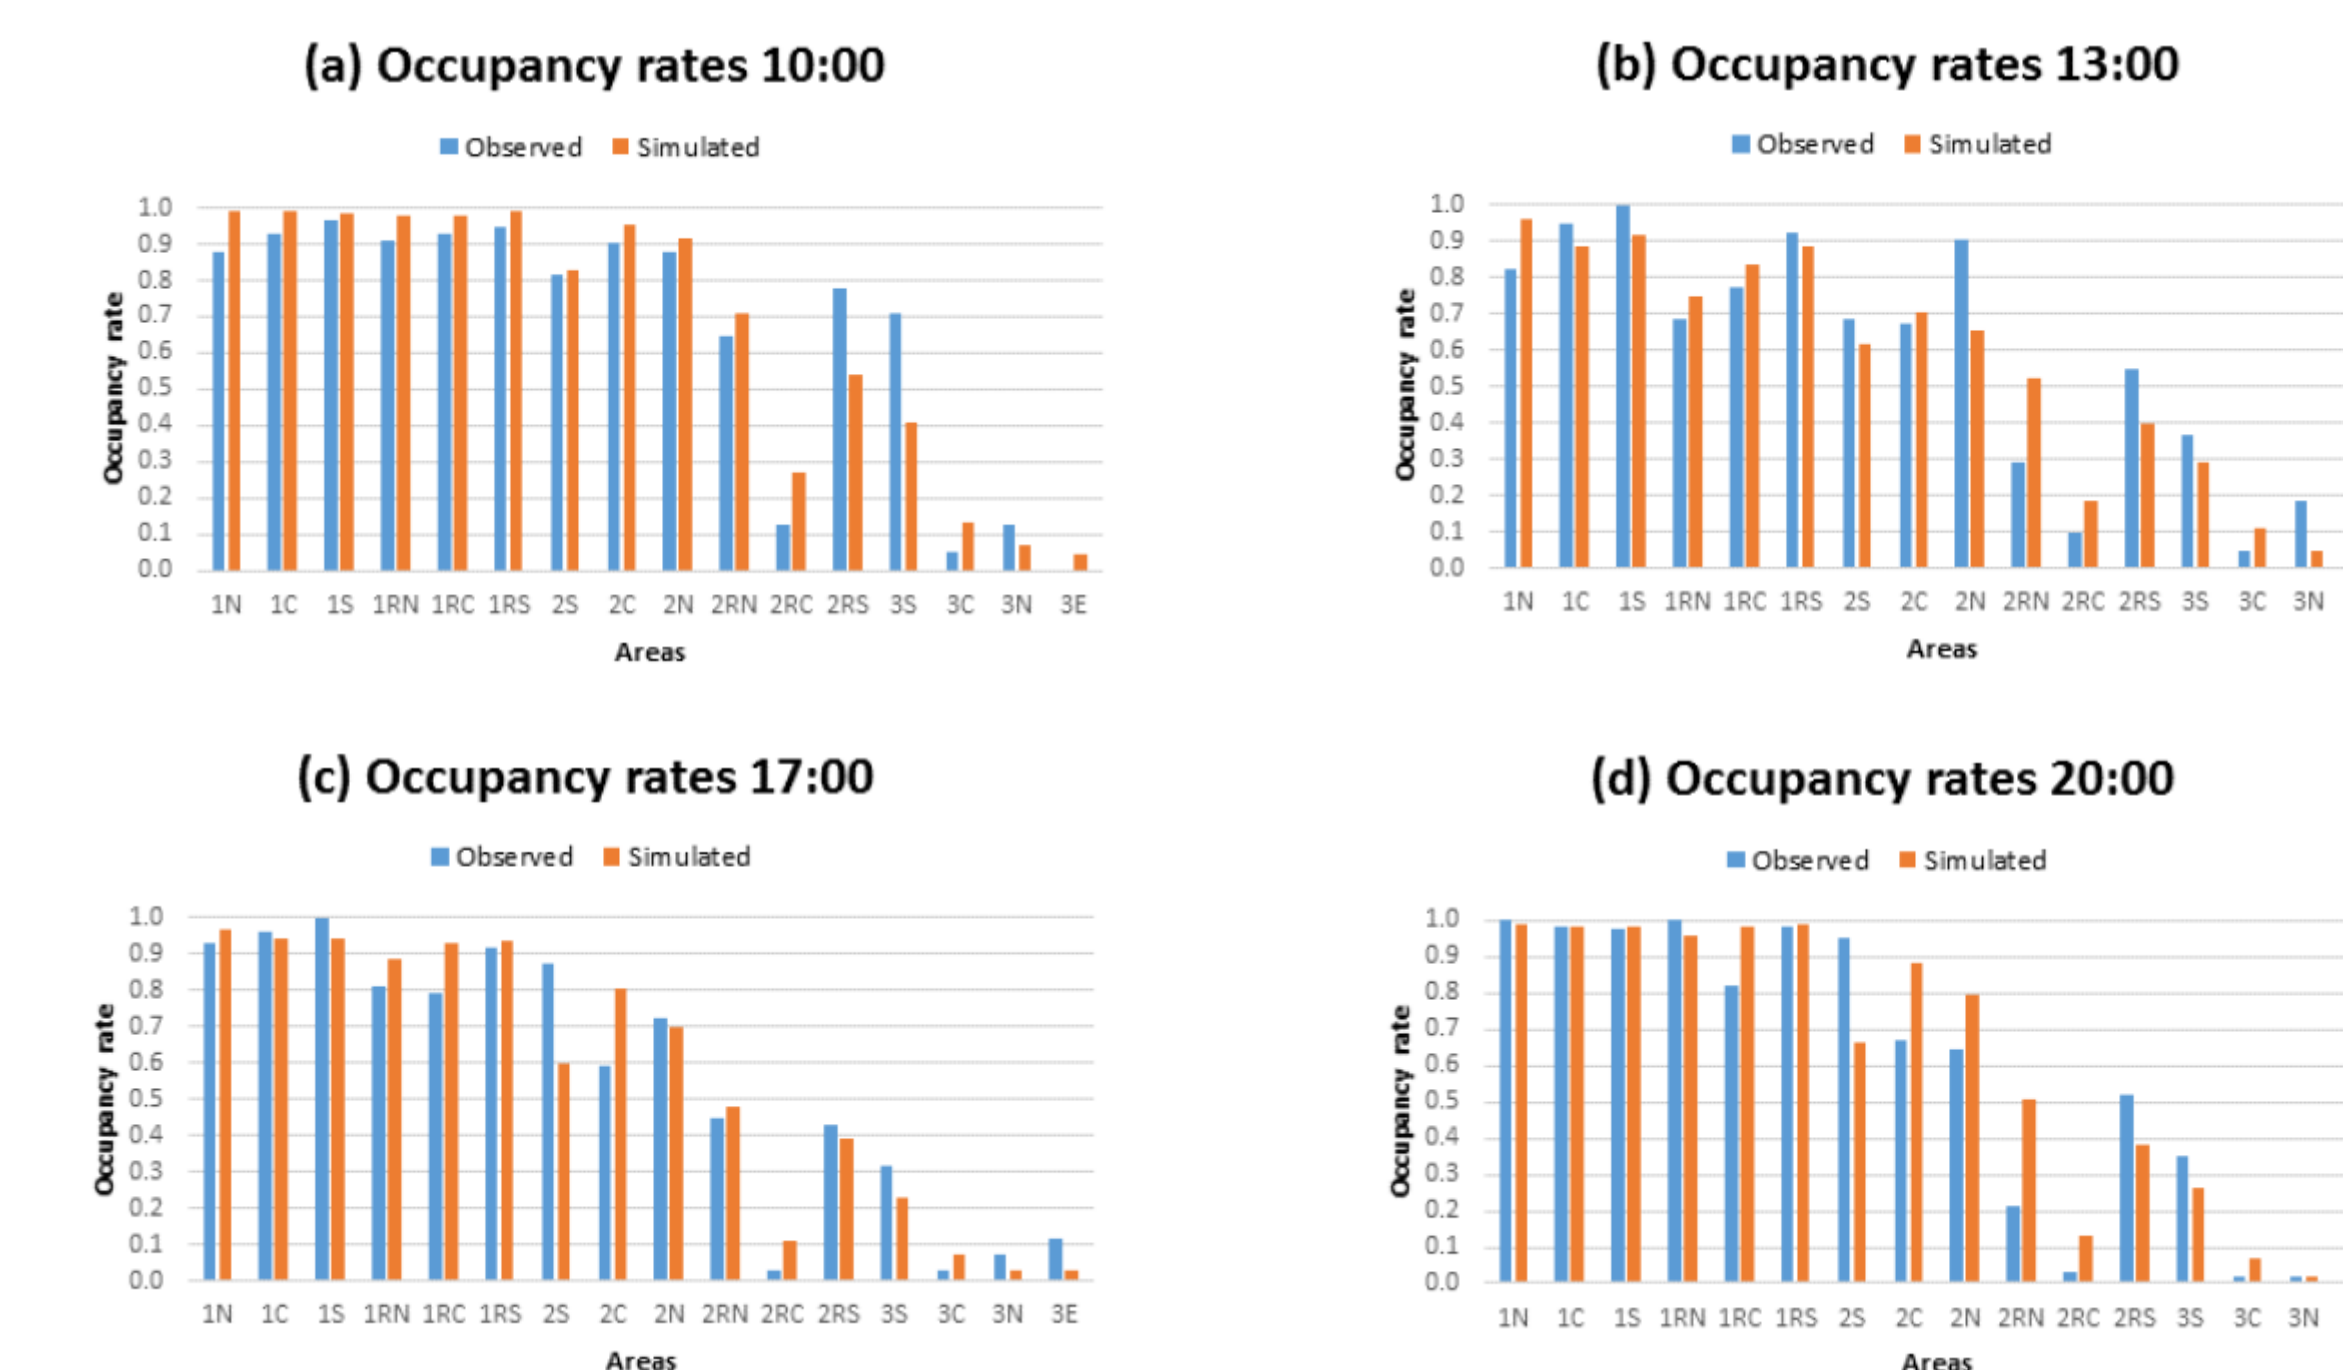 (a) Occupancy rates 10:00
Observed Simulated
1.0
0.9
0.8
0.7
0.6
0.5
0.4
0.3
0.2
0.1
0.0
Occupancy rate
1N 1C 1S 1RN 1RC 1RS 2S 2C 2N 2RN 2RC 2RS 3S 3C 3N 3E
Areas
(b) Occupancy rates 13:00
Observed Simulated
1.0
0.9
0.8
0.7
0.6
0.5
0.4
0.3
0.2
0.1
0.0
Occupancy rate
1N 1C 1S 1RN 1RC 1RS 2S 2C 2N 2RN 2RC 2RS 3S 3C 3N
Areas
(c) Occupancy rates 17:00
Observed Simulated
1.0
0.9
0.8
0.7
0.6
0.5
0.4
0.3
0.2
0.1
0.0
Occupancy rate
1N 1C 1S 1RN 1RC 1RS 2S 2C 2N 2RN 2RC 2RS 3S 3C 3N 3E
Areas
(d) Occupancy rates 20:00
Observed Simulated
1.0
0.9
0.8
0.7
0.6
0.5
0.4
0.3
0.2
0.1
0.0
Occupancy rate
1N 1C 1S 1RN 1RC 1RS 2S 2C 2N 2RN 2RC 2RS 3S 3C 3N
Areas